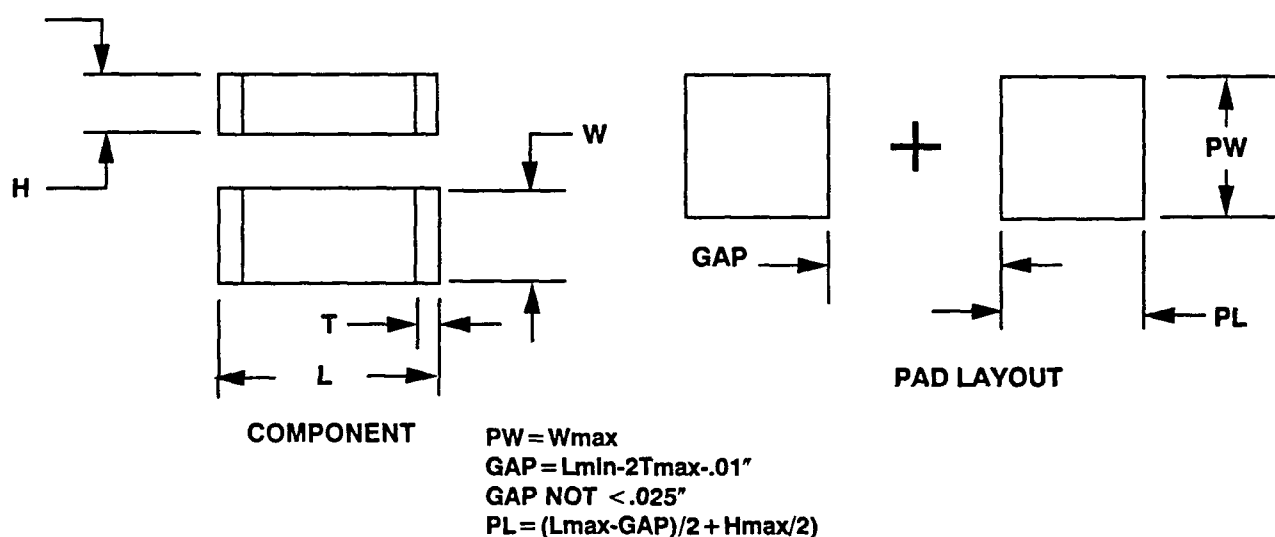 W
H
PW
GAP
T
PL
L
PAD LAYOUT
COMPONENT
PW=Wmax
GAP=Lmin-2Tmax-.01"
GAP NOT <.025"
PL=(Lmax-GAP)/2+Hmax/2)